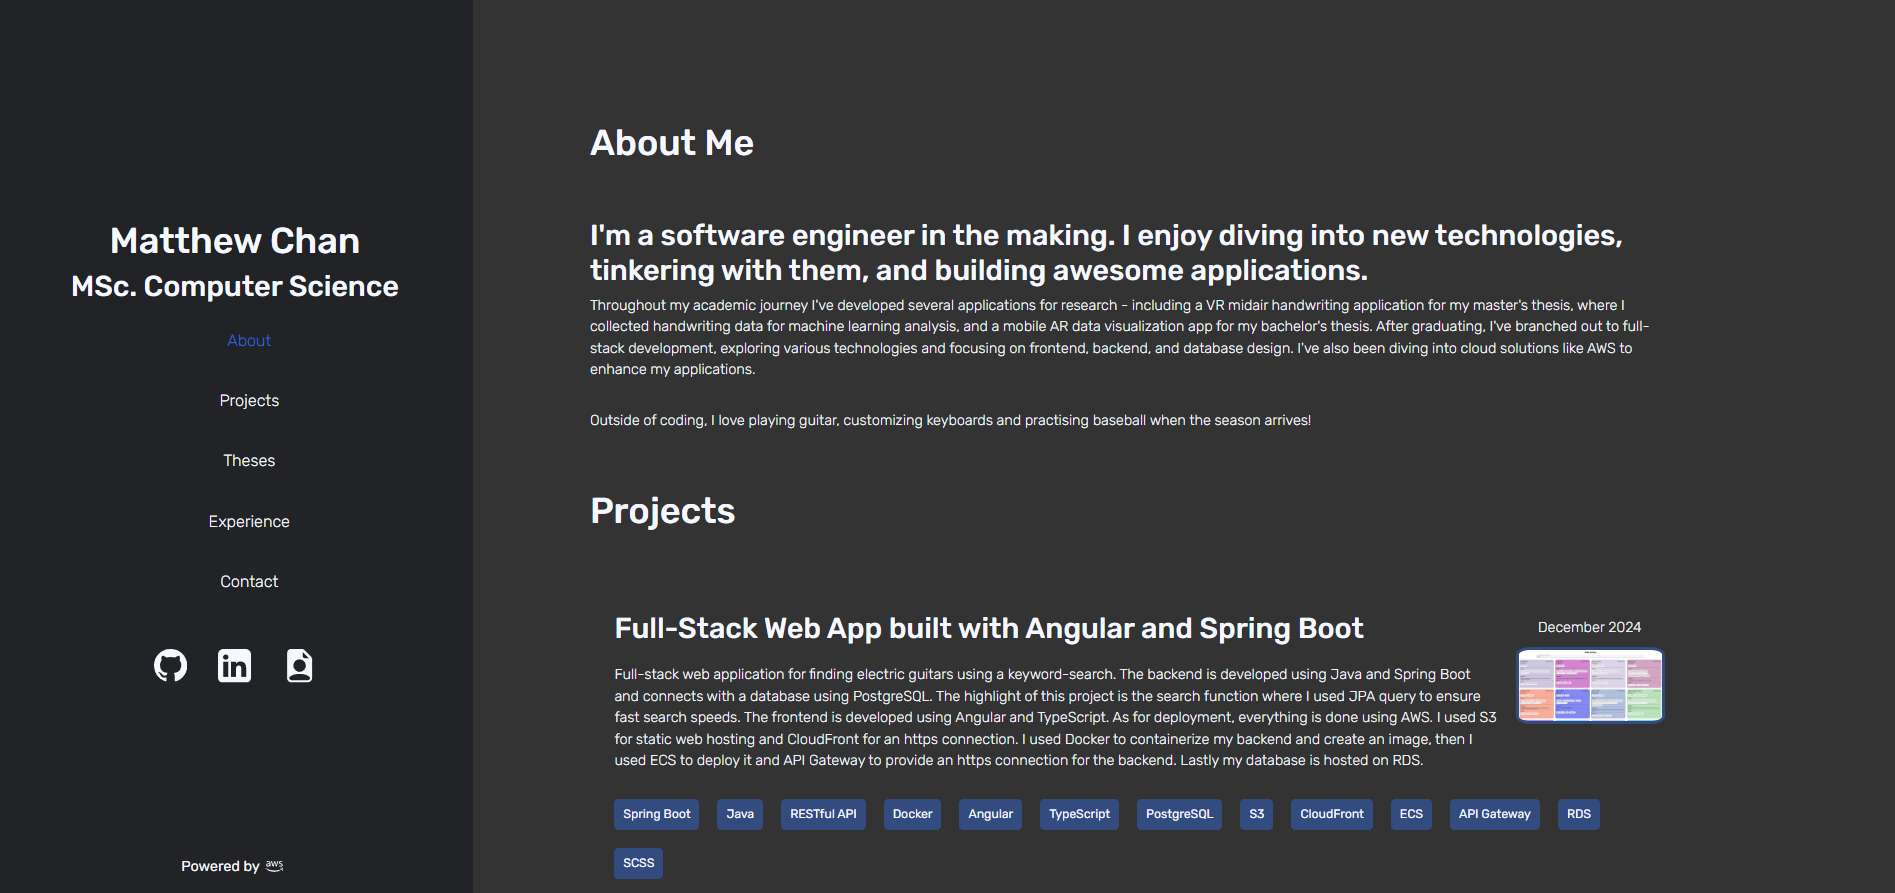 Matthew Chan
MSc. Computer Science
About
Projects
Theses
Experience
Contact
in
Powered by aws
About Me
I'm a software engineer in the making. I enjoy diving into new technologies,
tinkering with them, and building awesome applications.
Throughout my academic journey I've developed several applications for research - including a VR midair handwriting application for my master's thesis, where I
collected handwriting data for machine learning analysis, and a mobile AR data visualization app for my bachelor's thesis. After graduating, I've branched out to full-
stack development, exploring various technologies and focusing on frontend, backend, and database design. I've also been diving into cloud solutions like AWS to
enhance my applications.
Outside of coding, I love playing guitar, customizing keyboards and practising baseball when the season arrives!
Projects
Full-Stack Web App built with Angular and Spring Boot
December 2024
Full-stack web application for finding electric guitars using a keyword-search. The backend is developed using Java and Spring Boot
and connects with a database using PostgreSQL. The highlight of this project is the search function where I used JPA query to ensure
fast search speeds. The frontend is developed using Angular and TypeScript. As for deployment, everything is done using AWS. I used S3
for static web hosting and CloudFront for an https connection. I used Docker to containerize my backend and create an image, then I
used ECS to deploy it and API Gateway to provide an https connection for the backend. Lastly my database is hosted on RDS.
Spring Boot Java RESTful API Docker Angular TypeScript PostgreSQL S3 CloudFront ECS API Gateway RDS
SCSS